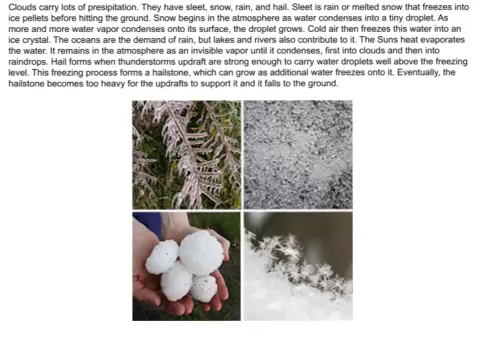 Clouds carry lots of presipitation. They have sleet, snow, rain, and hail. Sleet is rain or melted snow that freezes into
ice pellets before hitting the ground. Snow begins in the atmosphere as water condenses into a tiny droplet. As
more and more water vapor condenses onto its surface, the droplet grows. Cold air then freezes this water into an
ice crystal. The oceans are the demand of rain, but lakes and rivers also contribute to it. The Suns heat evaporates
the water. It remains in the atmosphere as an invisible vapor until it condenses, first into clouds and then into
raindrops. Hail forms when thunderstorms updraft are strong enough to carry water droplets well above the freezing
level. This freezing process forms a hailstone, which can grow as additional water freezes onto it. Eventually, the
hailstone becomes too heavy for the updrafts to support it and it falls to the ground.